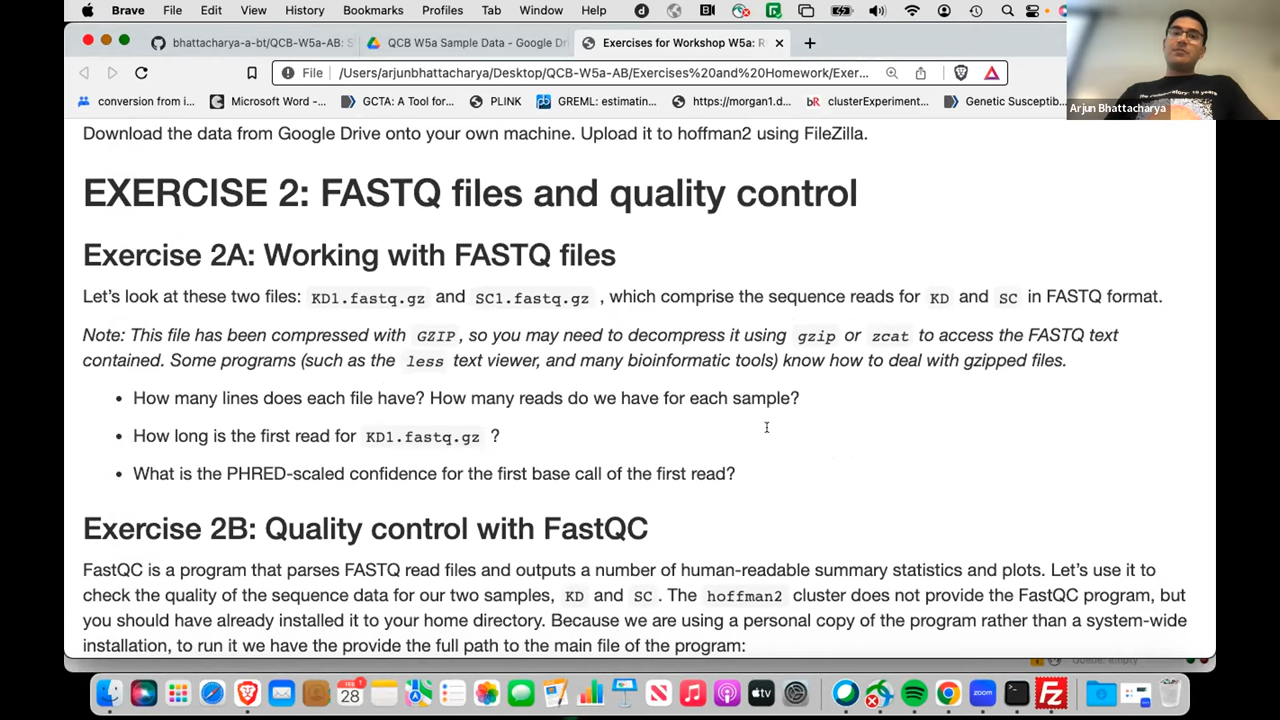 Brave File Edit View History Bookmarks Profiles Tab Window Help
bhattacharya-a-bt/QCB-W5a-AB: S
QCB W5a Sample Data - Google Dri
Exercises for Workshop W5a: R
File /Users/arjunbhattacharya/Desktop/QCB-W5a-AB/Exercises%20and%20Homework/Exer...
Arjun Bhattacharya
conversion from i... Microsoft Word -... GCTA: A Tool for... PLINK GREML: estimatin... https://morgan1.d... bR clusterExperiment... Genetic Susceptib...
Download the data from Google Drive onto your own machine. Upload it to hoffman2 using FileZilla.
EXERCISE 2: FASTQ files and quality control
Exercise 2A: Working with FASTQ files
Let's look at these two files: KD1.fastq.gz and SC1.fastq.gz , which comprise the sequence reads for KD and SC in FASTQ format.
Note: This file has been compressed with GZIP, so you may need to decompress it using gzip or zcat to access the FASTQ text
contained. Some programs (such as the less text viewer, and many bioinformatic tools) know how to deal with gzipped files.
• How many lines does each file have? How many reads do we have for each sample?
• How long is the first read for KD1.fastq.gz ?
• What is the PHRED-scaled confidence for the first base call of the first read?
Exercise 2B: Quality control with FastQC
FastQC is a program that parses FASTQ read files and outputs a number of human-readable summary statistics and plots. Let's use it to
check the quality of the sequence data for our two samples, KD and SC. The hoffman2 cluster does not provide the FastQC program, but
you should have already installed it to your home directory. Because we are using a personal copy of the program rather than a system-wide
installation, to run it we have the provide the full path to the main file of the program:
Queue: empty
FEB
28
tv
zoom
Fz